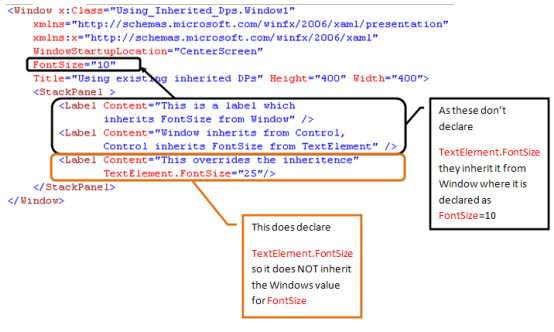 <Window x:Class="Using_Inherited_Dps.Window1"
xmlns="http://schemas.microsoft.com/winfx/2006/xaml/presentation"
xmlns:x="http://schemas.microsoft.com/winfx/2006/xaml"
WindowStartupLocation="CenterScreen"
FontSize="10"
Title="Using existing inherited DPs" Height="400" Width="400">
<StackPanel >
<Label Content="This is a label which
inherits FontSize from Window" />
<Label Content="Window inherits from Control,
Control inherits FontSize from TextElement" />
<Label Content="This overrides the inheritence"
TextElement.FontSize="25"/>
</StackPanel>
</Window>
As these don't
declare
TextElement.FontSize
they inherit it from
Window where it is
declared as
FontSize=10
This does declare
TextElement.FontSize
so it does NOT inherit
the Windows value
for FontSize